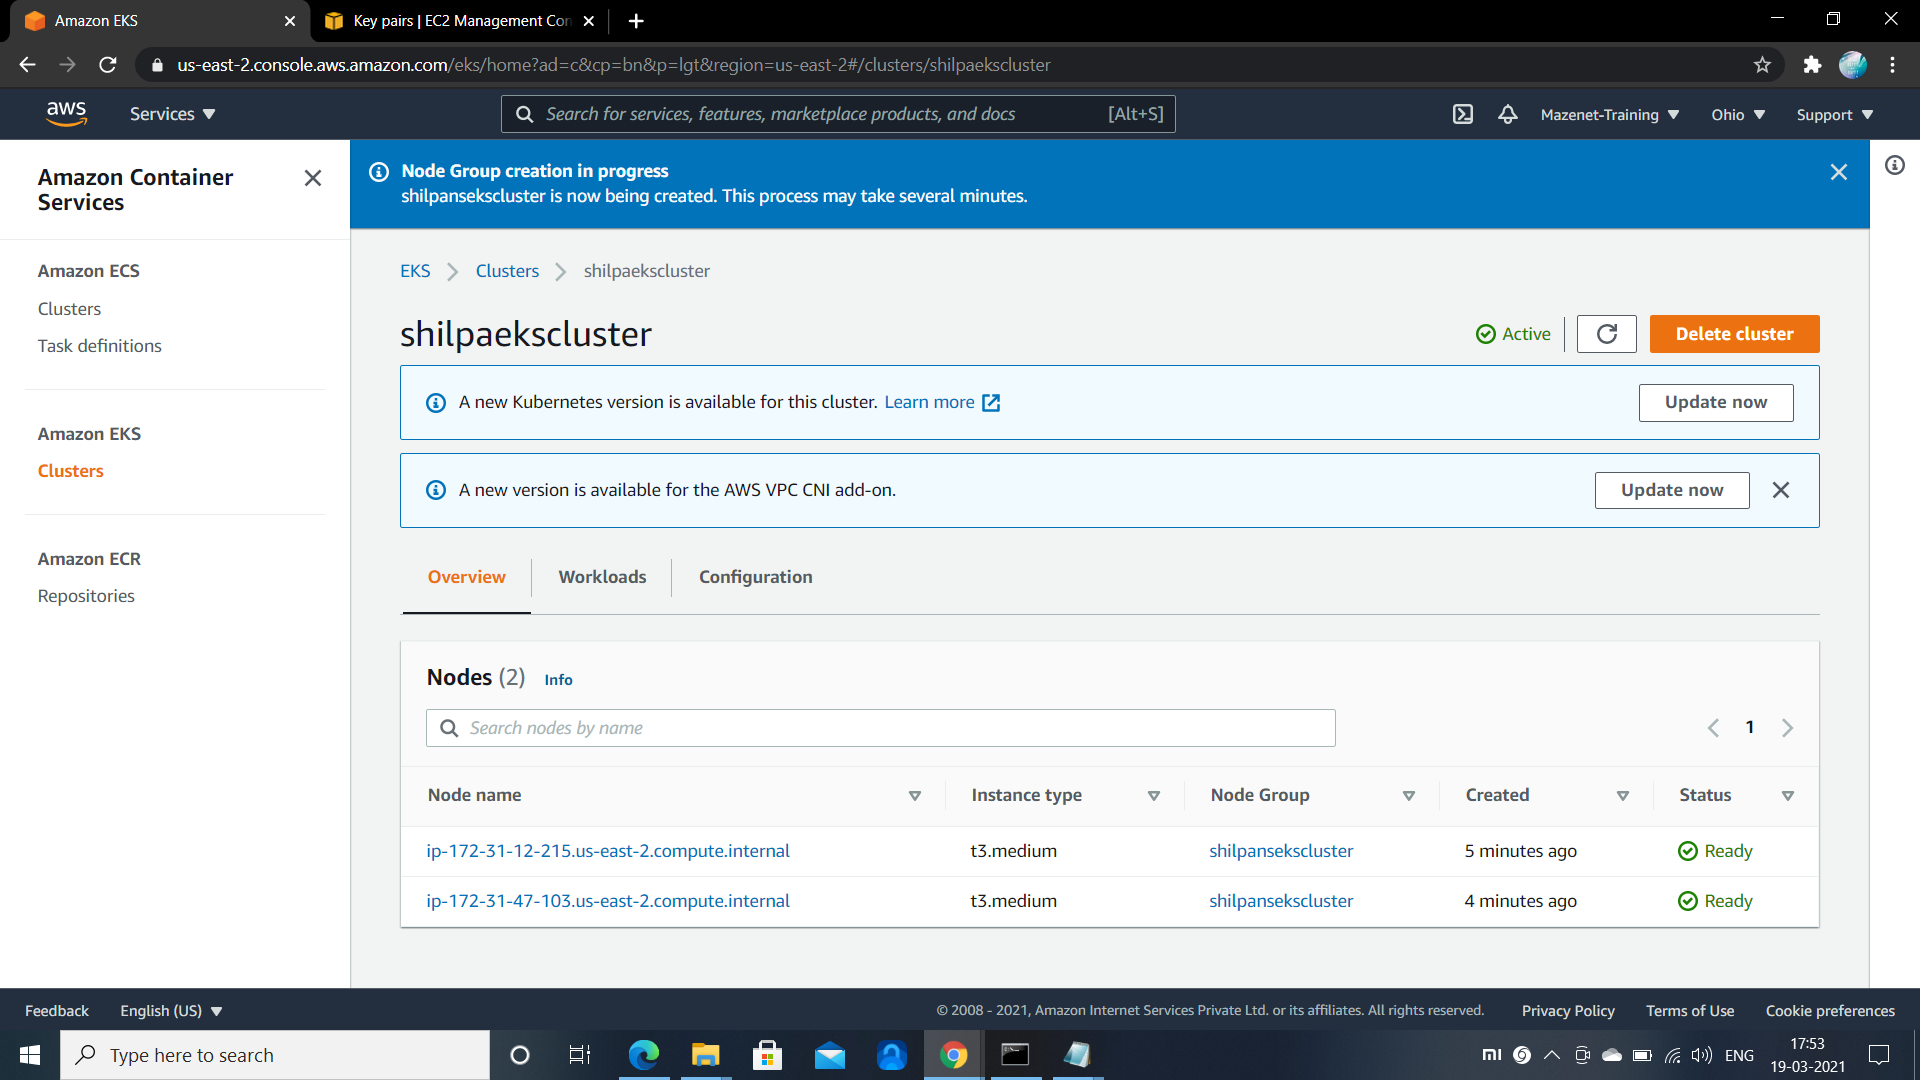 Amazon EKS
Key pairs | EC2 Management Con
us-east-2.console.aws.amazon.com/eks/home?ad=c&cp=bn&p=lgt&region=us-east-2#/clusters/shilpaekscluster
aws
Services
Search for services, features, marketplace products, and docs
[Alt+S]
Mazenet-Training
Ohio
Support
Amazon Container
Services
Amazon ECS
Clusters
Task definitions
Amazon EKS
Clusters
Amazon ECR
Repositories
Node Group creation in progress
shilpansekscluster is now being created. This process may take several minutes.
EKS
Clusters
shilpaekscluster
shilpaekscluster
Active
Delete cluster
A new Kubernetes version is available for this cluster. Learn more
Update now
A new version is available for the AWS VPC CNI add-on.
Update now
Overview
Workloads
Configuration
Nodes (2) Info
Search nodes by name
1
Node name
Instance type
Node Group
Created
Status
ip-172-31-12-215.us-east-2.compute.internal
t3.medium
shilpansekscluster
5 minutes ago
Ready
ip-172-31-47-103.us-east-2.compute.internal
t3.medium
shilpansekscluster
4 minutes ago
Ready
Feedback
English (US)
© 2008 - 2021, Amazon Internet Services Private Ltd. or its affiliates. All rights reserved.
Privacy Policy
Terms of Use
Cookie preferences
Type here to search
mi
ENG
17:53
19-03-2021